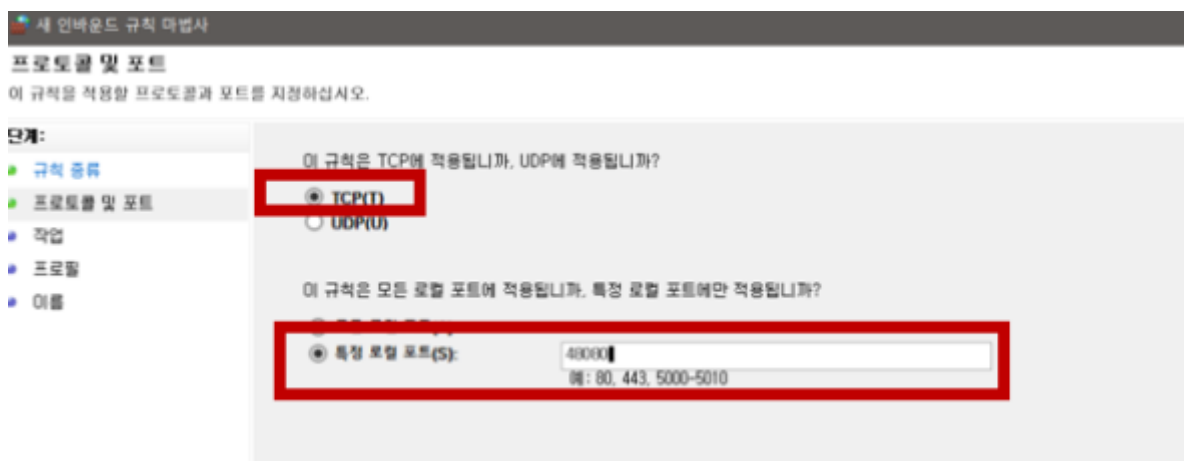 새 인바운드 규칙 마법사
프로토콜 및 포트
이 규칙을 적용할 프로토콜과 포트를 지정하십시오.
단계:
규칙 종류
프로토콜 및 포트
작업
프로필
이름
이 규칙은 TCP에 적용됩니까, UDP에 적용됩니까?
TCP(T)
UDP(U)
이 규칙은 모든 로컬 포트에 적용됩니까, 특정 로컬 포트에만 적용됩니까?
특정 로컬 포트(S):
48080
예: 80, 443, 5000-5010